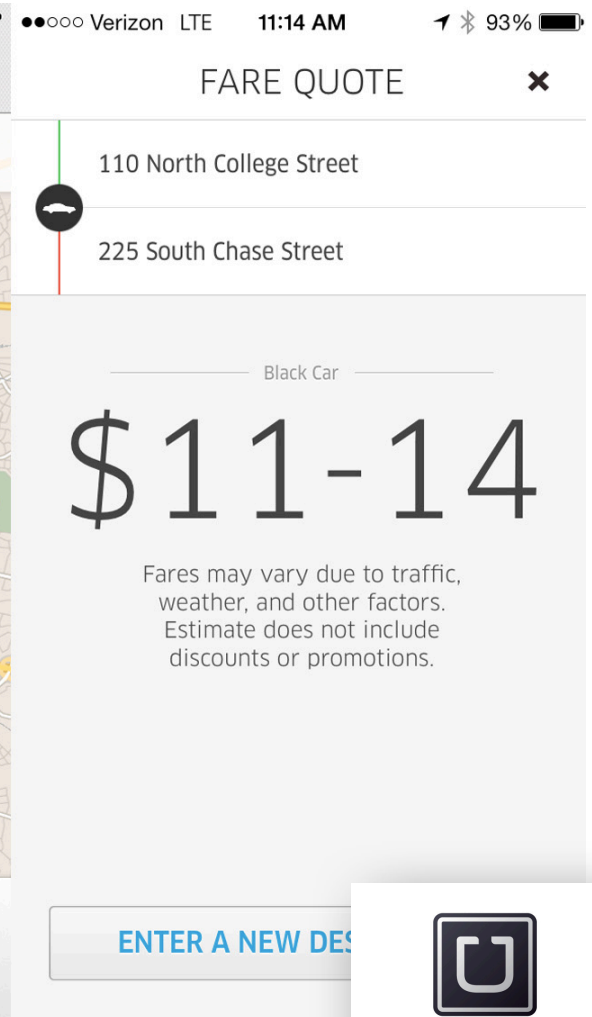 Verizon LTE 11:14 AM 93%
FARE QUOTE
110 North College Street
225 South Chase Street
Black Car
$11-14
Fares may vary due to traffic,
weather, and other factors.
Estimate does not include
discounts or promotions.
ENTER A NEW DES
U